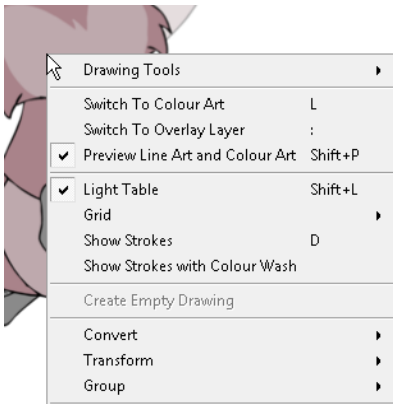 Drawing Tools
Switch To Colour Art L
Switch To Overlay Layer :
Preview Line Art and Colour Art Shift+P
Light Table Shift+L
Grid
Show Strokes D
Show Strokes with Colour Wash
Create Empty Drawing
Convert
Transform
Group